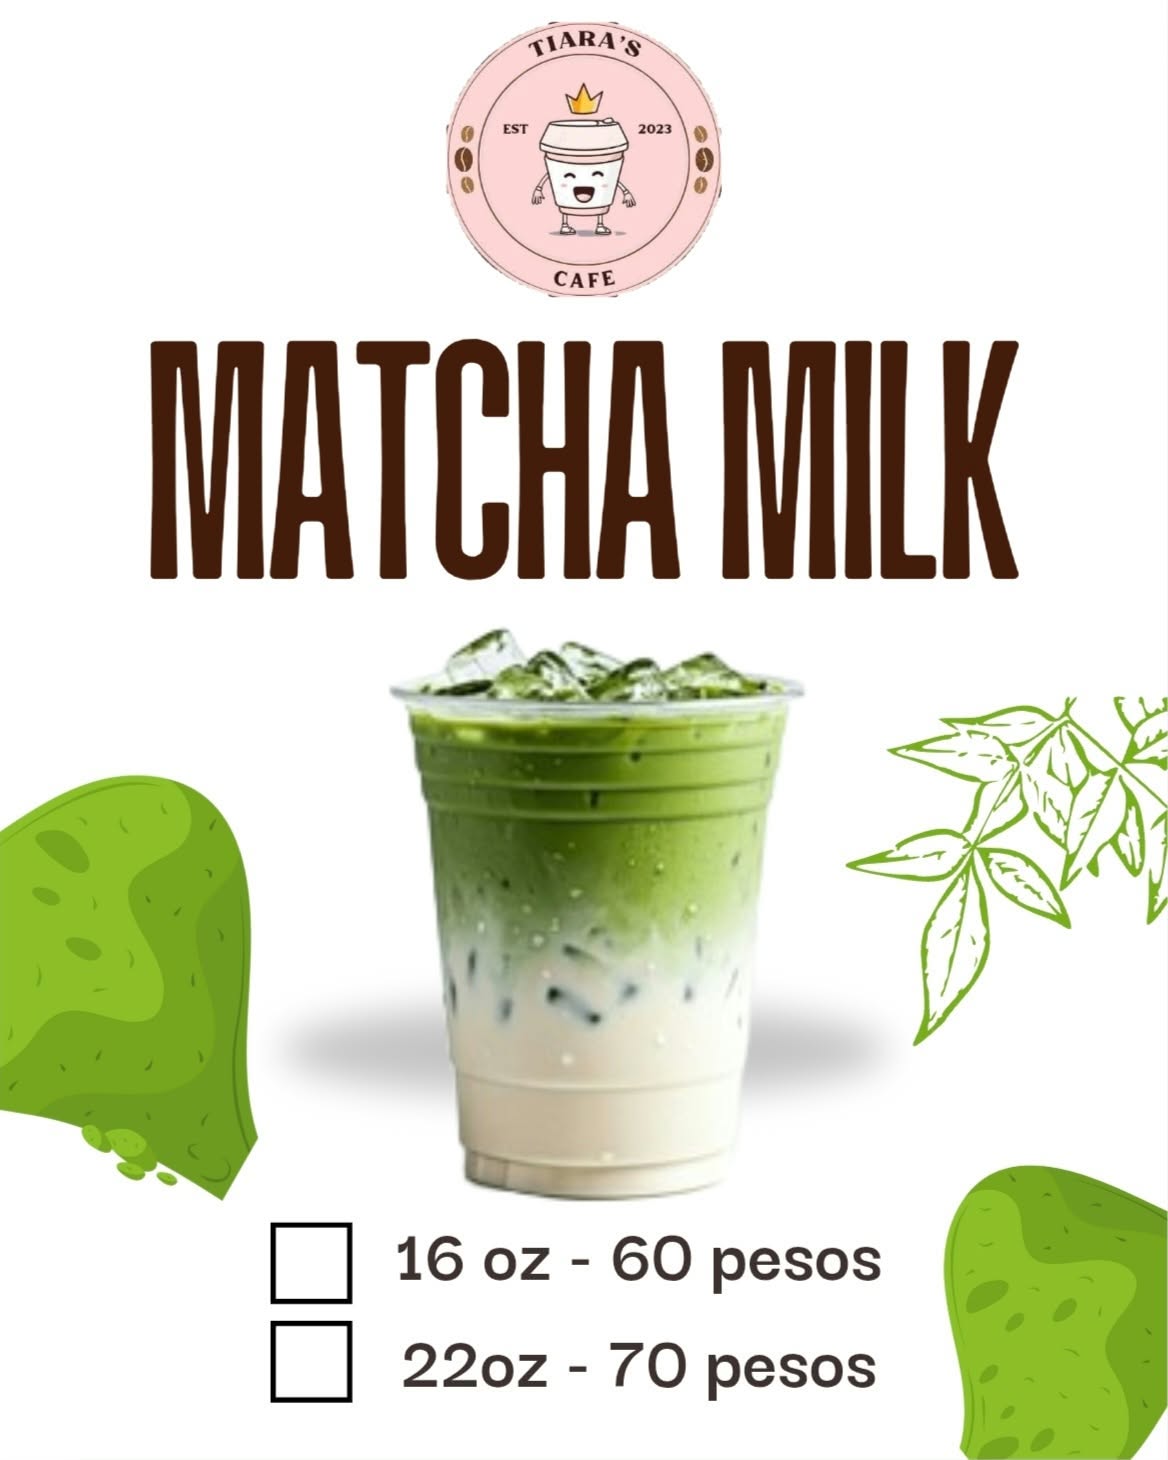 TIARA'S
EST 2023
CAFE
MATCHA MILK
16 oz - 60 pesos
22oz - 70 pesos